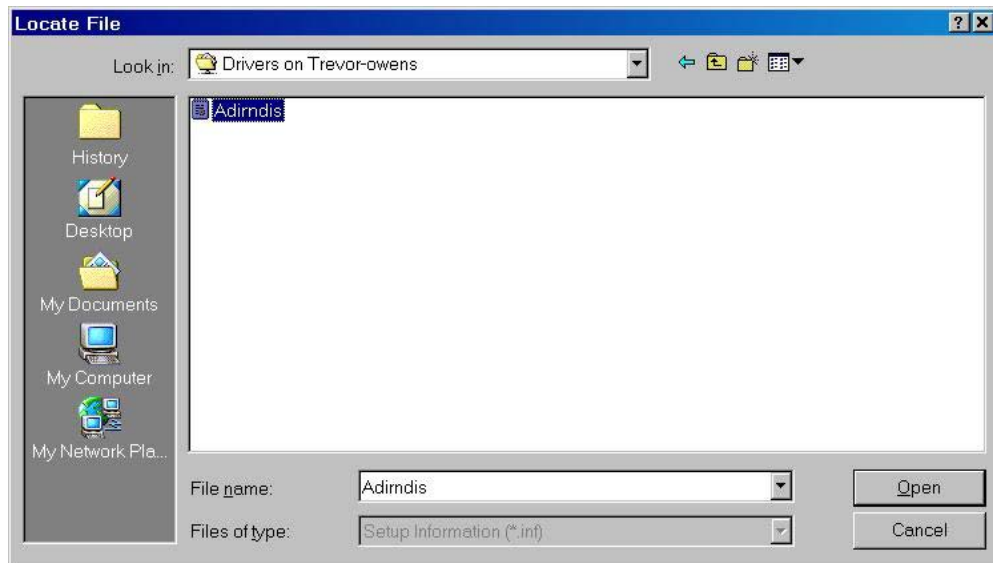 Locate File
Look in: Drivers on Trevor-owens
Adirndis
History
Desktop
My Documents
My Computer
My Network Pla...
File name: Adirndis Open
Files of type: Setup Information (*.inf) Cancel